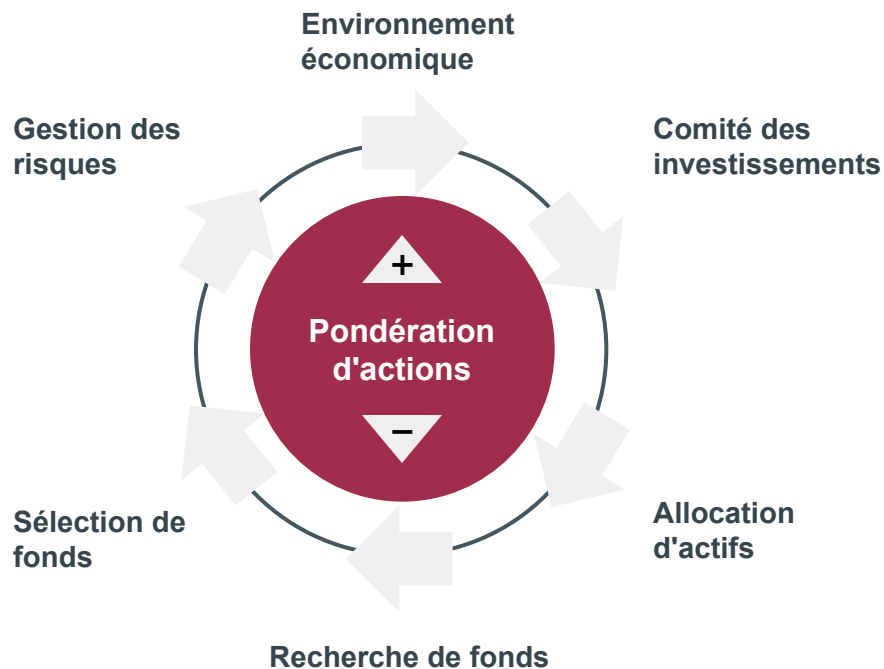 Environnement
économique
Gestion des
risques
Comité des
investissements
+
Pondération
d'actions
−
Sélection de
fonds
Allocation
d'actifs
Recherche de fonds